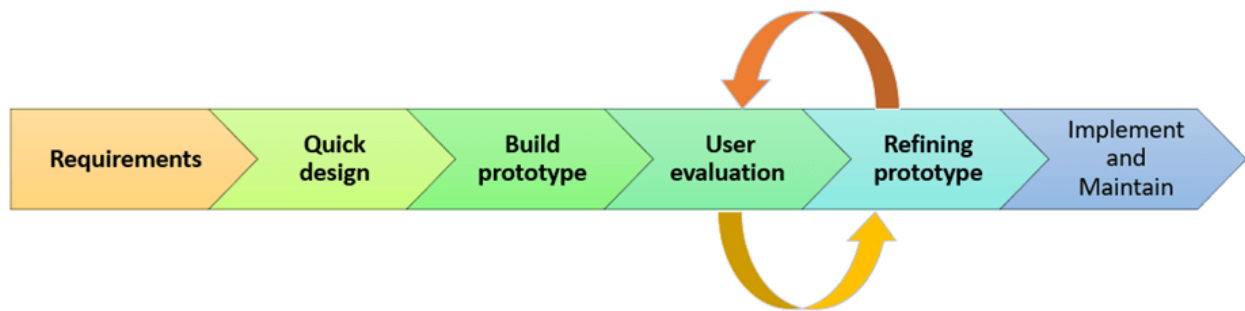 Requirements
Quick
design
Build
prototype
User
evaluation
Refining
prototype
Implement
and
Maintain